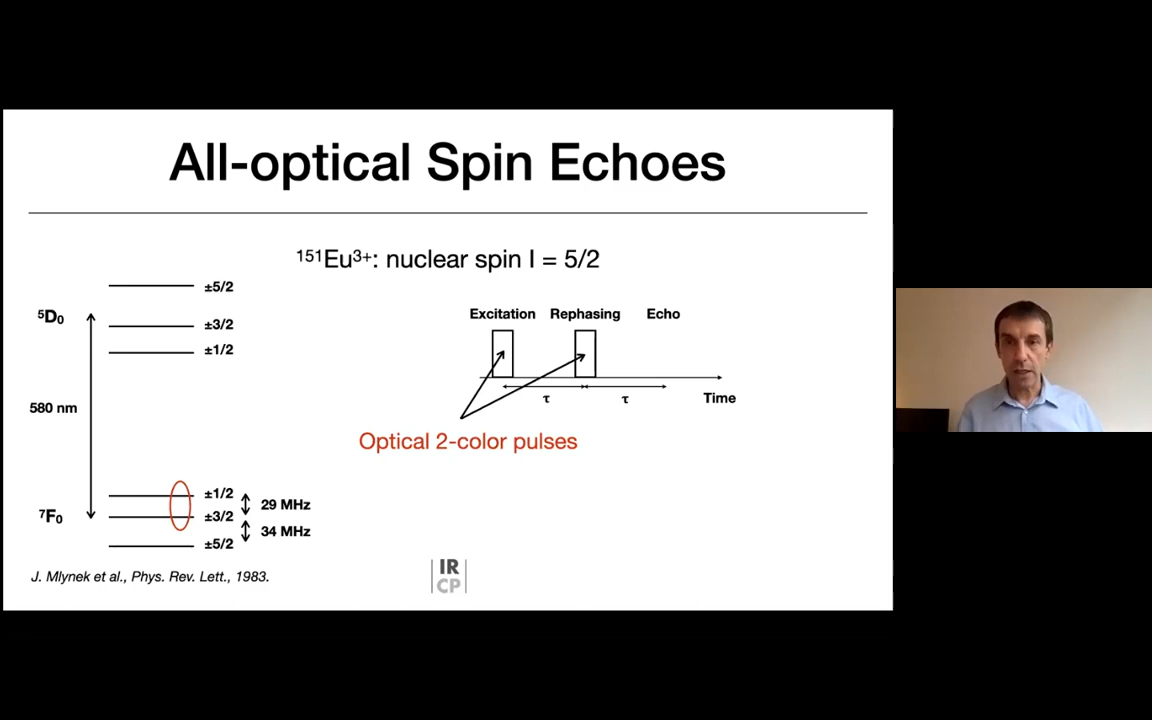 All-optical Spin Echoes
¹⁵¹Eu³⁺: nuclear spin I = 5/2
±5/2
⁵D₀
±3/2
±1/2
580 nm
±1/2
29 MHz
⁷F₀
±3/2
34 MHz
±5/2
Excitation Rephasing Echo
τ τ Time
Optical 2-color pulses
J. Mlynek et al., Phys. Rev. Lett., 1983.
IR
CP